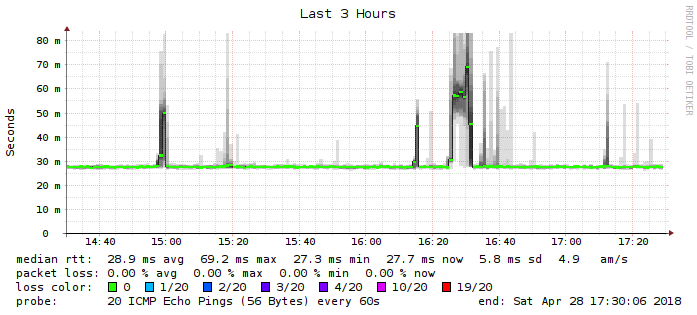 Last 3 Hours
RRDTOOL / TOBI OETIKER
Seconds
80 m
70 m
60 m
50 m
40 m
30 m
20 m
10 m
0
14:40 15:00 15:20 15:40 16:00 16:20 16:40 17:00 17:20
median rtt: 28.9 ms avg 69.2 ms max 27.3 ms min 27.7 ms now 5.8 ms sd 4.9 am/s
packet loss: 0.00 % avg 0.00 % max 0.00 % min 0.00 % now
loss color: 0 1/20 2/20 3/20 4/20 10/20 19/20
probe: 20 ICMP Echo Pings (56 Bytes) every 60s end: Sat Apr 28 17:30:06 2018